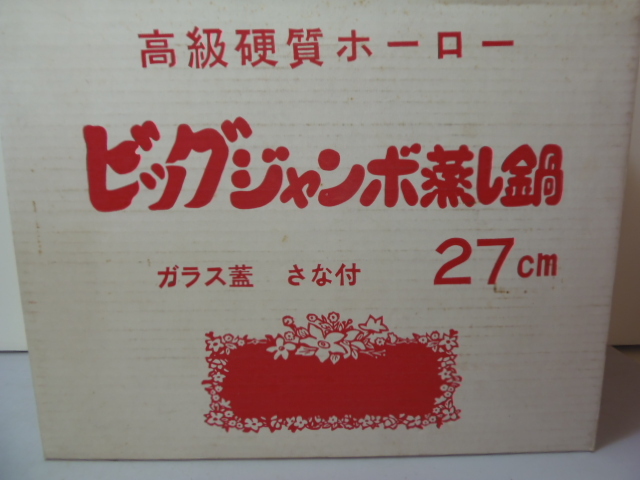 高級硬質ホーロー
ビッグジャンボ蒸し鍋
ガラス蓋 さな付 27cm